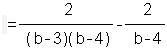 = 2/((b-3)(b-4)) - 2/(b-4)